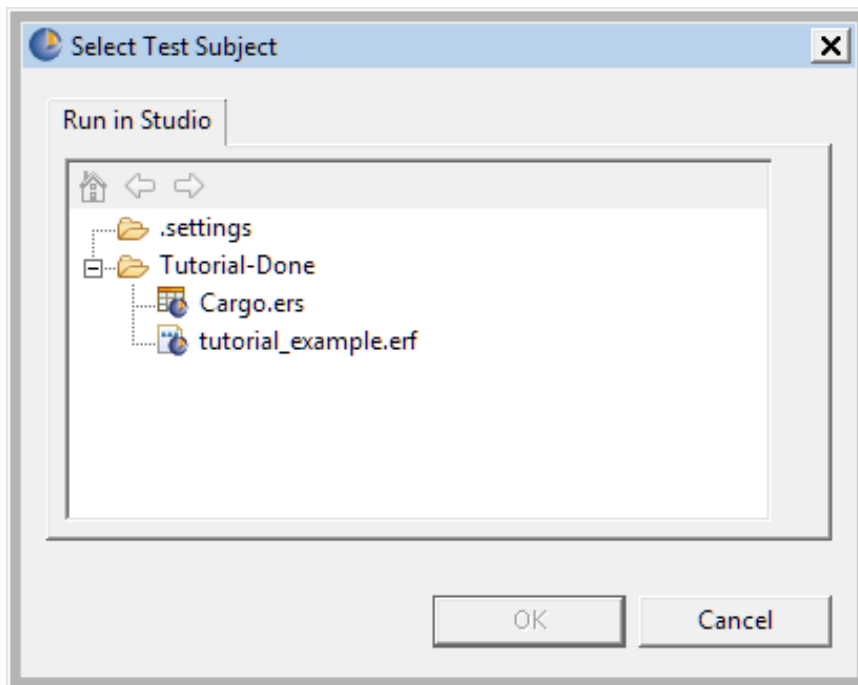 Select Test Subject
Run in Studio
.settings
Tutorial-Done
Cargo.ers
tutorial_example.erf
OK
Cancel